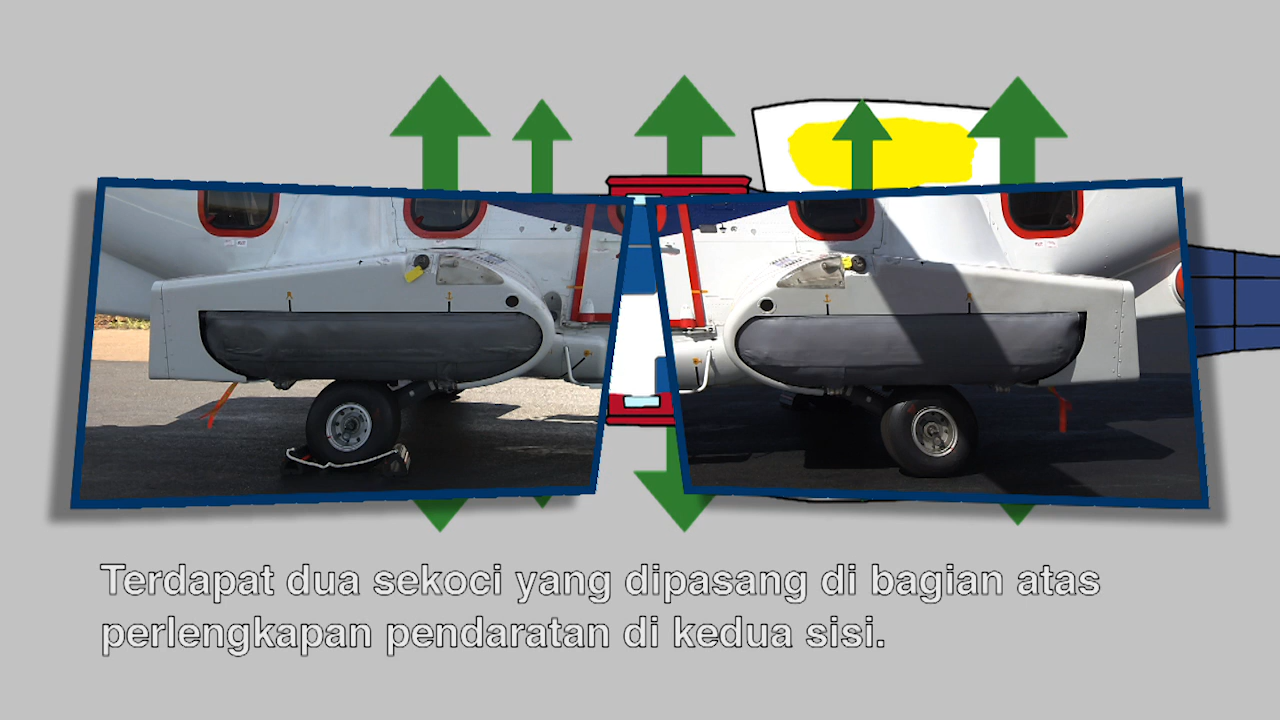 Terdapat dua sekoci yang dipasang di bagian atas
perlengkapan pendaratan di kedua sisi.